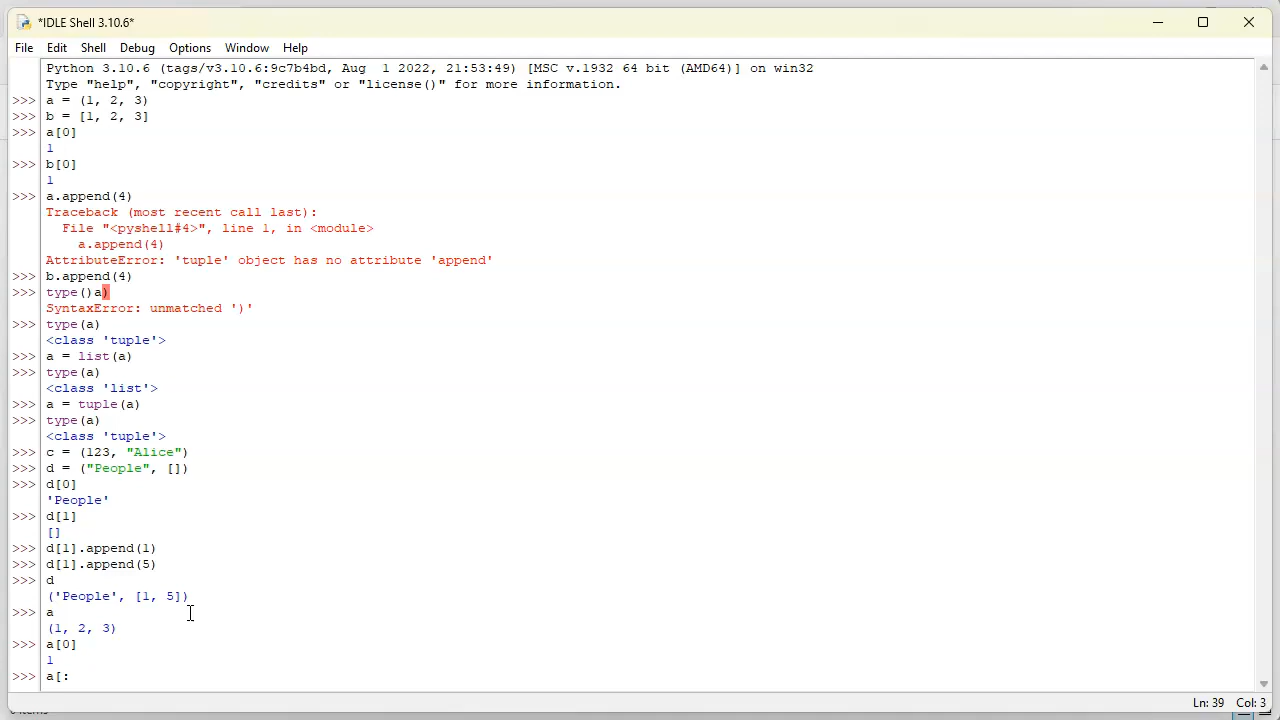 *IDLE Shell 3.10.6*
File Edit Shell Debug Options Window Help
Python 3.10.6 (tags/v3.10.6:9c7b4bd, Aug  1 2022, 21:53:49) [MSC v.1932 64 bit (AMD64)] on win32
Type "help", "copyright", "credits" or "license()" for more information.
>>> a = (1, 2, 3)
>>> b = [1, 2, 3]
>>> a[0]
1
>>> b[0]
1
>>> a.append(4)
Traceback (most recent call last):
  File "<pyshell#4>", line 1, in <module>
    a.append(4)
AttributeError: 'tuple' object has no attribute 'append'
>>> b.append(4)
>>> type()a)
SyntaxError: unmatched ')'
>>> type(a)
<class 'tuple'>
>>> a = list(a)
>>> type(a)
<class 'list'>
>>> a = tuple(a)
>>> type(a)
<class 'tuple'>
>>> c = (123, "Alice")
>>> d = ("People", [])
>>> d[0]
'People'
>>> d[1]
[]
>>> d[1].append(1)
>>> d[1].append(5)
>>> d
('People', [1, 5])
>>> a
(1, 2, 3)
>>> a[0]
1
>>> a[:
Ln: 39 Col: 3